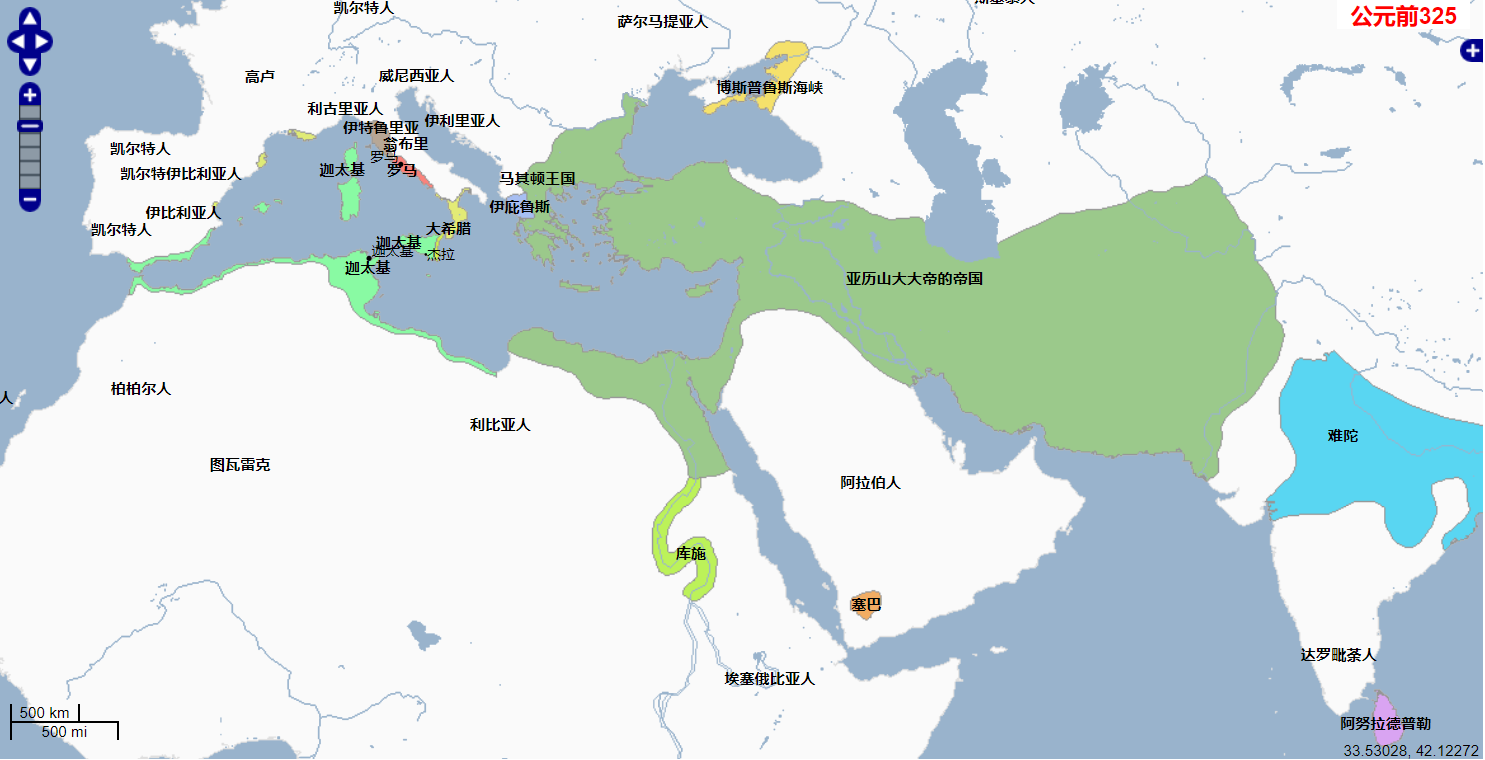 凯尔特人
斯基泰人
公元前325
萨尔马提亚人
高卢
威尼西亚人
博斯普鲁斯海峡
利古里亚人
伊特鲁里亚
伊利里亚人
翁布里
凯尔特人
罗马
罗马
迦太基
凯尔特伊比利亚人
马其顿王国
伊庇鲁斯
伊比利亚人
凯尔特人
大希腊
迦太基
迦太基
杰拉
迦太基
亚历山大大帝的帝国
柏柏尔人
人
利比亚人
难陀
图瓦雷克
阿拉伯人
库施
塞巴
达罗毗荼人
埃塞俄比亚人
500 km
500 mi
阿努拉德普勒
33.53028, 42.12272